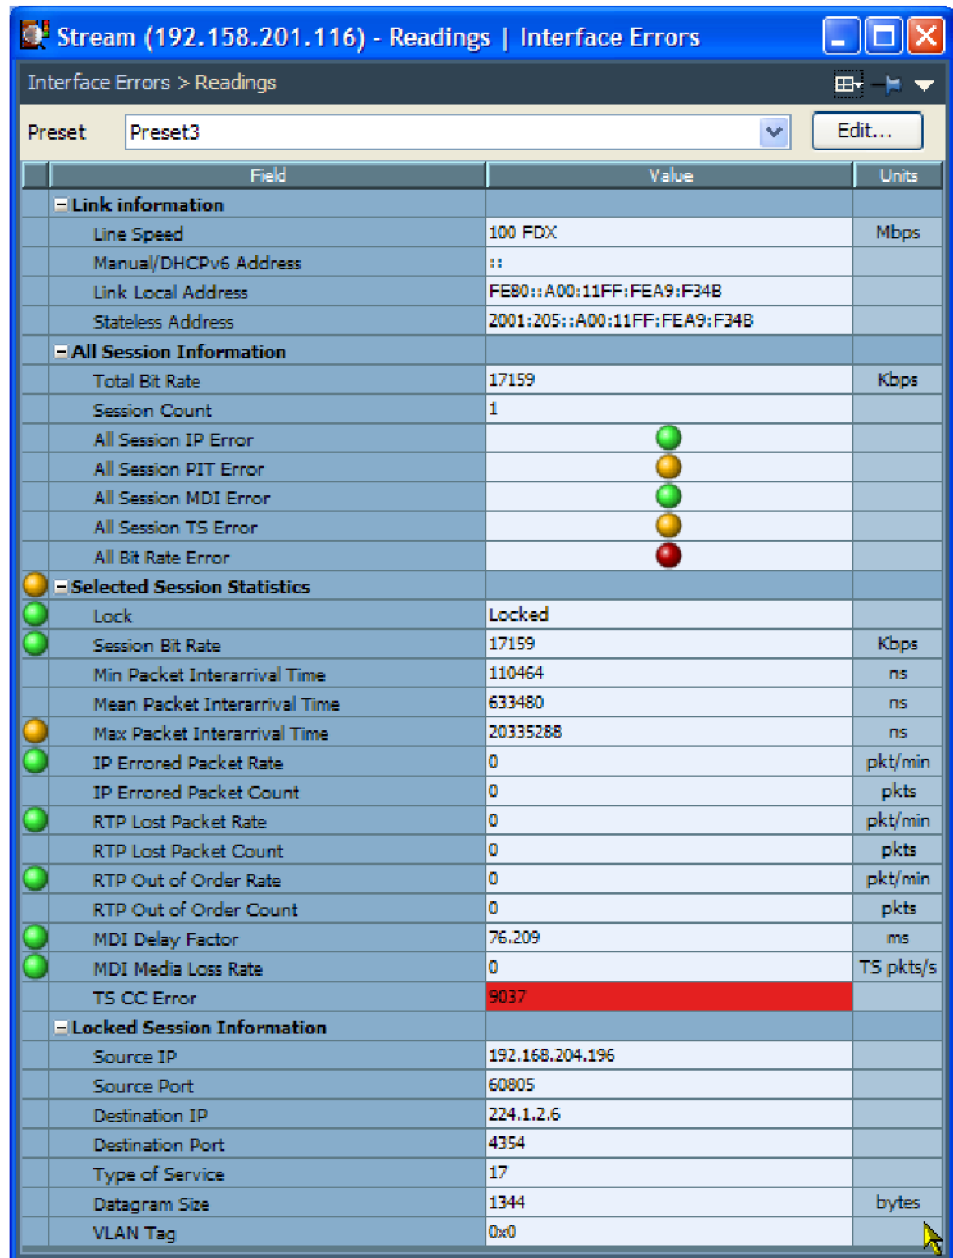 Stream (192.158.201.116) - Readings | Interface Errors
Interface Errors > Readings
Preset Preset3 Edit...
Field Value Units
Link information
Line Speed 100 FDX Mbps
Manual/DHCPv6 Address ::
Link Local Address FE80::A00:11FF:FEA9:F34B
Stateless Address 2001:205::A00:11FF:FEA9:F34B
All Session Information
Total Bit Rate 17159 Kbps
Session Count 1
All Session IP Error
All Session PIT Error
All Session MDI Error
All Session TS Error
All Bit Rate Error
Selected Session Statistics
Lock Locked
Session Bit Rate 17159 Kbps
Min Packet Interarrival Time 110464 ns
Mean Packet Interarrival Time 633480 ns
Max Packet Interarrival Time 20335288 ns
IP Errored Packet Rate 0 pkt/min
IP Errored Packet Count 0 pkts
RTP Lost Packet Rate 0 pkt/min
RTP Lost Packet Count 0 pkts
RTP Out of Order Rate 0 pkt/min
RTP Out of Order Count 0 pkts
MDI Delay Factor 76.209 ms
MDI Media Loss Rate 0 TS pkts/s
TS CC Error 9037
Locked Session Information
Source IP 192.168.204.196
Source Port 60805
Destination IP 224.1.2.6
Destination Port 4354
Type of Service 17
Datagram Size 1344 bytes
VLAN Tag 0x0